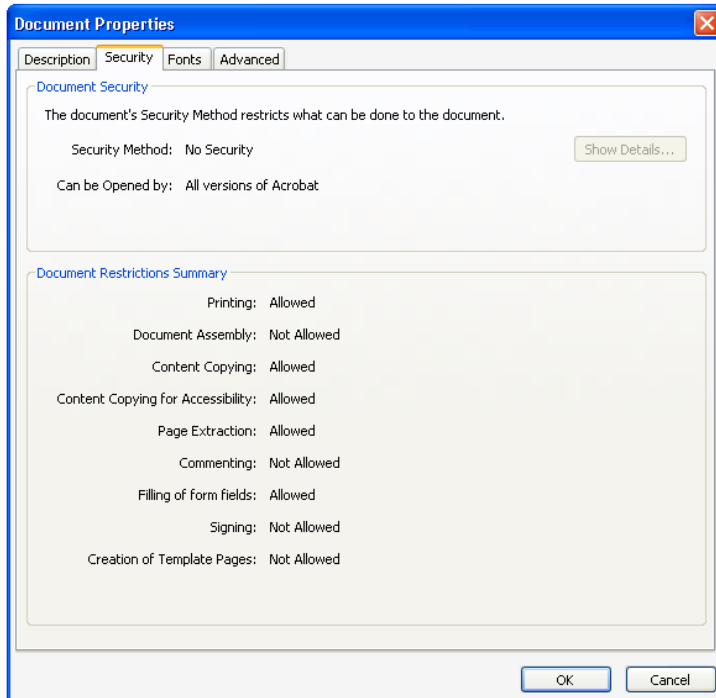 Document Properties
Description Security Fonts Advanced
Document Security
The document's Security Method restricts what can be done to the document.
Security Method: No Security Show Details...
Can be Opened by: All versions of Acrobat
Document Restrictions Summary
Printing: Allowed
Document Assembly: Not Allowed
Content Copying: Allowed
Content Copying for Accessibility: Allowed
Page Extraction: Allowed
Commenting: Not Allowed
Filling of form fields: Allowed
Signing: Not Allowed
Creation of Template Pages: Not Allowed
OK Cancel